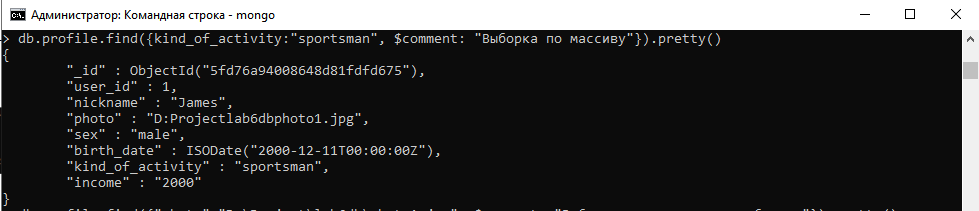 Администратор: Командная строка - mongo
> db.profile.find({kind_of_activity:"sportsman", $comment: "Выборка по массиву"}).pretty()
{
"_id" : ObjectId("5fd76a94008648d81fdfd675"),
"user_id" : 1,
"nickname" : "James",
"photo" : "D:Projectlab6dbphoto1.jpg",
"sex" : "male",
"birth_date" : ISODate("2000-12-11T00:00:00Z"),
"kind_of_activity" : "sportsman",
"income" : "2000"
}